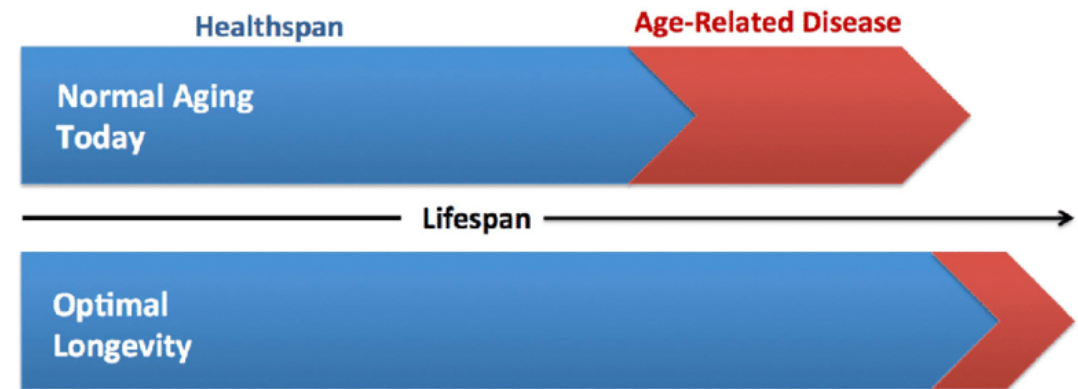 Healthspan
Age-Related Disease
Normal Aging
Today
Lifespan
Optimal
Longevity